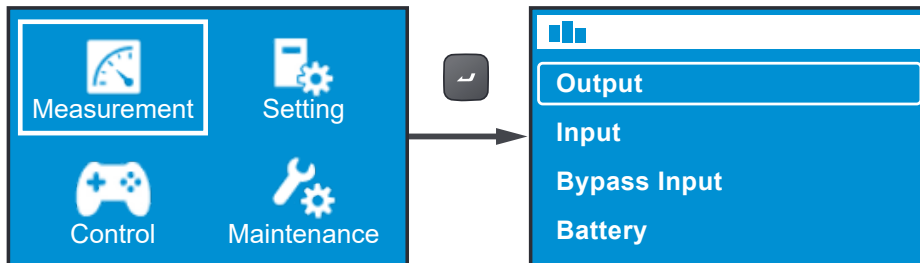 Measurement
Setting
Control
Maintenance
Output
Input
Bypass Input
Battery